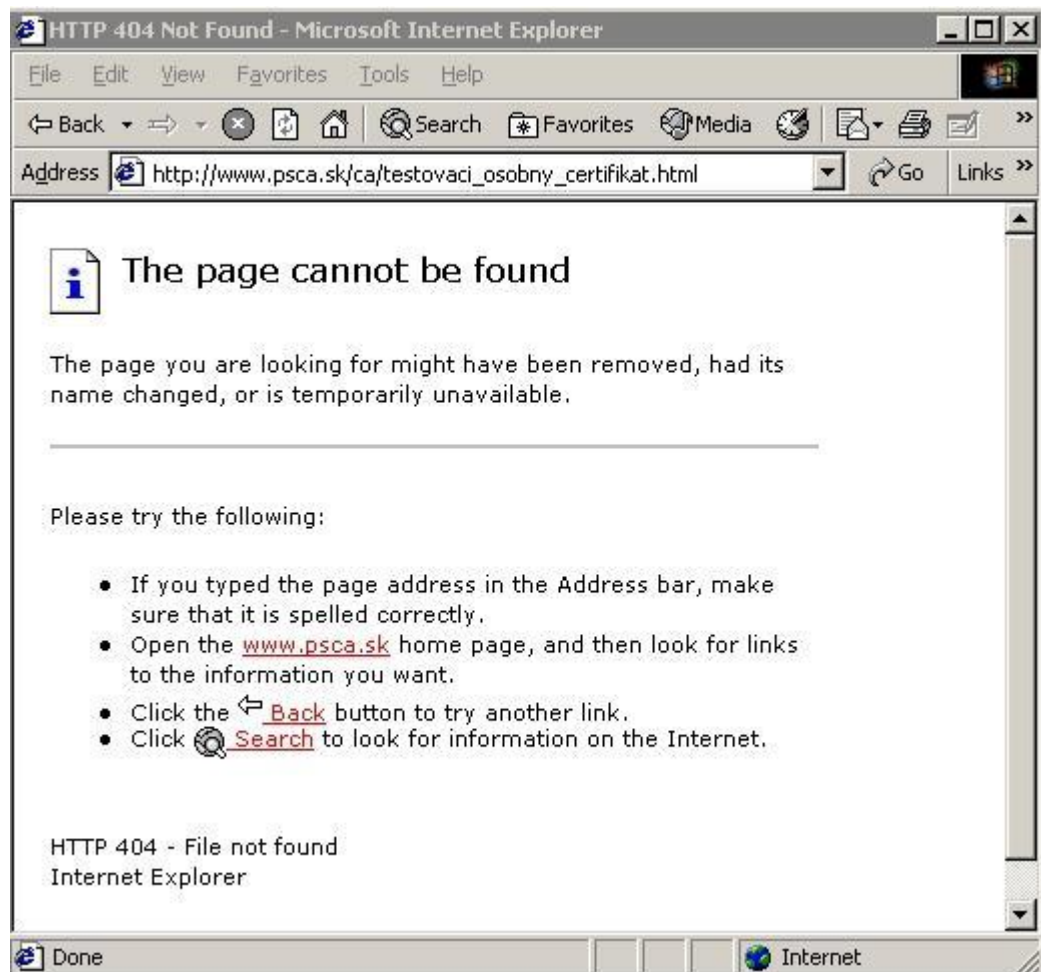 HTTP 404 Not Found - Microsoft Internet Explorer
File Edit View Favorites Tools Help
Back Search Favorites Media »
Address http://www.psca.sk/ca/testovaci_osobny_certifikat.html Go Links »
The page cannot be found
The page you are looking for might have been removed, had its
name changed, or is temporarily unavailable.
Please try the following:
• If you typed the page address in the Address bar, make
sure that it is spelled correctly.
• Open the www.psca.sk home page, and then look for links
to the information you want.
• Click the Back button to try another link.
• Click Search to look for information on the Internet.
HTTP 404 - File not found
Internet Explorer
Done Internet